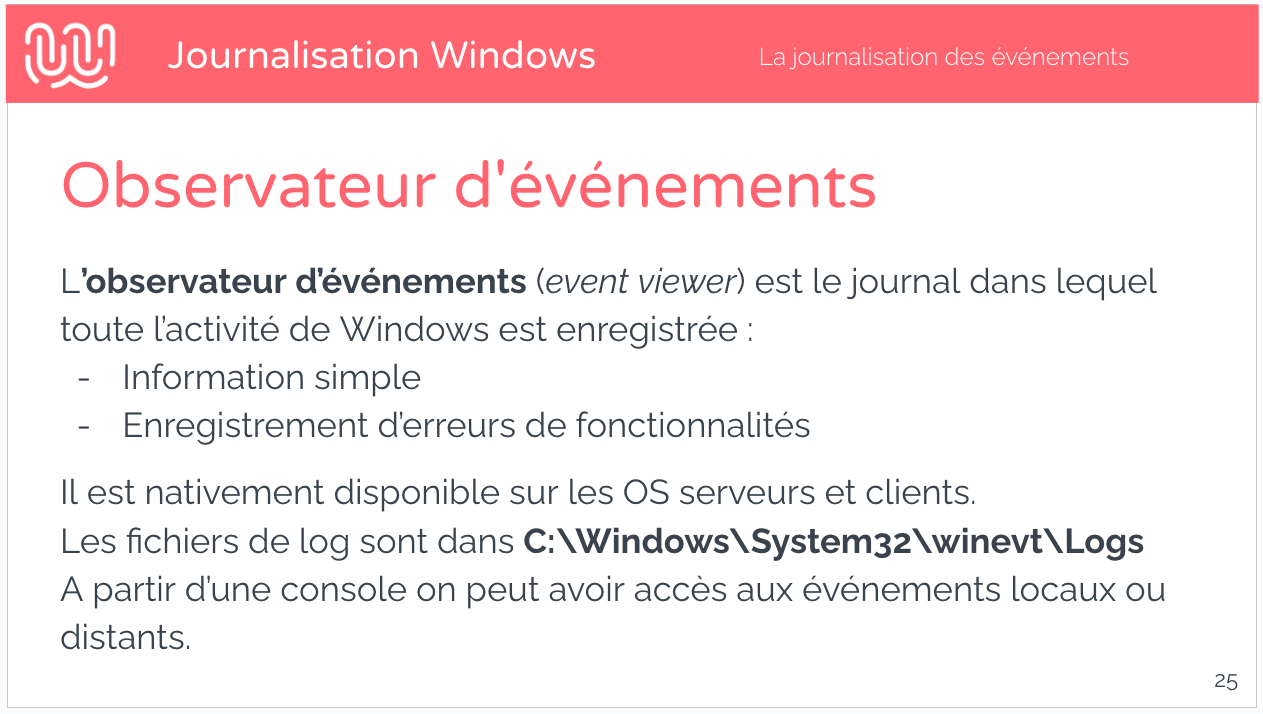 Journalisation Windows
La journalisation des événements
Observateur d'événements
L’observateur d’événements (event viewer) est le journal dans lequel
toute l’activité de Windows est enregistrée :
- Information simple
- Enregistrement d’erreurs de fonctionnalités
Il est nativement disponible sur les OS serveurs et clients.
Les fichiers de log sont dans C:\Windows\System32\winevt\Logs
A partir d’une console on peut avoir accès aux événements locaux ou
distants.
25